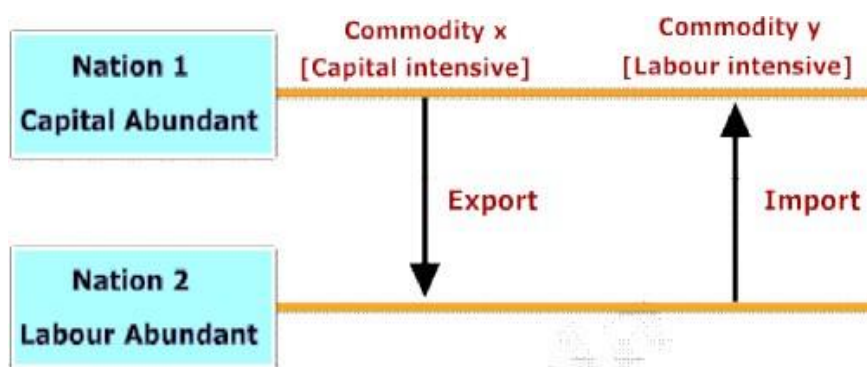 Commodity x
[Capital intensive]
Commodity y
[Labour intensive]
Nation 1
Capital Abundant
Export
Import
Nation 2
Labour Abundant